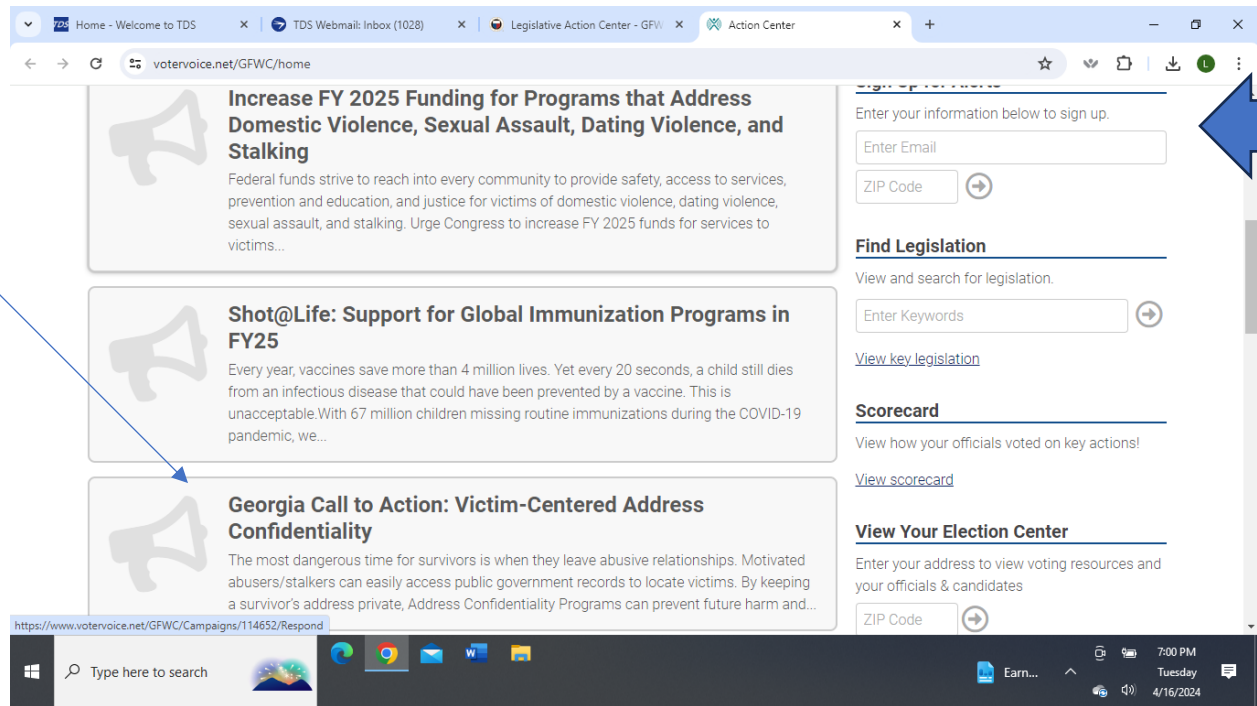 Home - Welcome to TDS
TDS Webmail: Inbox (1028)
Legislative Action Center - GFW
Action Center
votervoice.net/GFWC/home
L
Increase FY 2025 Funding for Programs that Address
Domestic Violence, Sexual Assault, Dating Violence, and
Stalking
Federal funds strive to reach into every community to provide safety, access to services,
prevention and education, and justice for victims of domestic violence, dating violence,
sexual assault, and stalking. Urge Congress to increase FY 2025 funds for services to
victims...
Shot@Life: Support for Global Immunization Programs in
FY25
Every year, vaccines save more than 4 million lives. Yet every 20 seconds, a child still dies
from an infectious disease that could have been prevented by a vaccine. This is
unacceptable.With 67 million children missing routine immunizations during the COVID-19
pandemic, we...
Georgia Call to Action: Victim-Centered Address
Confidentiality
The most dangerous time for survivors is when they leave abusive relationships. Motivated
abusers/stalkers can easily access public government records to locate victims. By keeping
a survivor's address private, Address Confidentiality Programs can prevent future harm and...
Sign Up for Alerts
Enter your information below to sign up.
Enter Email
ZIP Code
Find Legislation
View and search for legislation.
Enter Keywords
View key legislation
Scorecard
View how your officials voted on key actions!
View scorecard
View Your Election Center
Enter your address to view voting resources and
your officials & candidates
ZIP Code
https://www.votervoice.net/GFWC/Campaigns/114652/Respond
Type here to search
Earn...
7:00 PM
Tuesday
4/16/2024